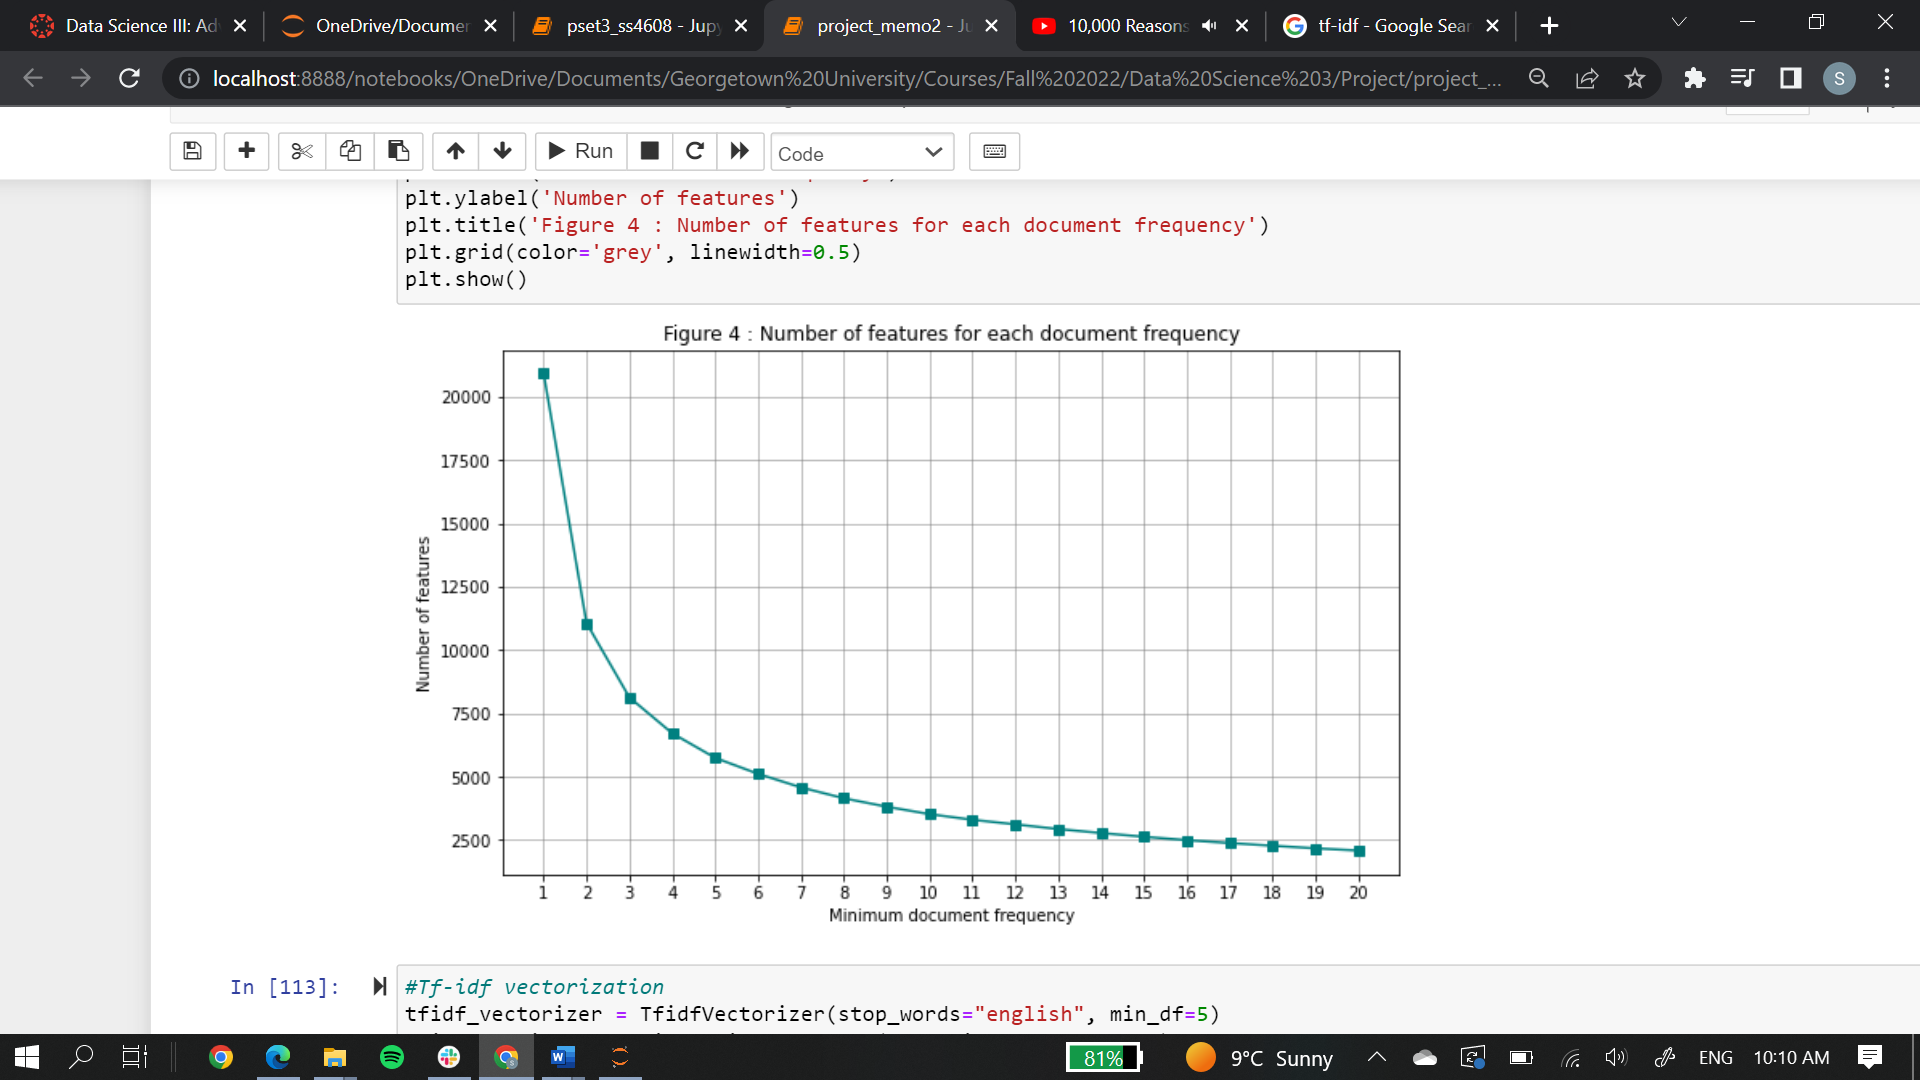 Data Science III: Ad
OneDrive/Documen
pset3_ss4608 - Jupy
project_memo2 - Ju
10,000 Reasons
tf-idf - Google Sear
localhost:8888/notebooks/OneDrive/Documents/Georgetown%20University/Courses/Fall%202022/Data%20Science%203/Project/project_...
S
Run
Code
plt.ylabel('Number of features')
plt.title('Figure 4 : Number of features for each document frequency')
plt.grid(color='grey', linewidth=0.5)
plt.show()
Figure 4 : Number of features for each document frequency
20000
17500
15000
12500
10000
7500
5000
2500
Number of features
1 2 3 4 5 6 7 8 9 10 11 12 13 14 15 16 17 18 19 20
Minimum document frequency
In [113]:
#Tf-idf vectorization
tfidf_vectorizer = TfidfVectorizer(stop_words="english", min_df=5)
81%
9°C Sunny
ENG
10:10 AM